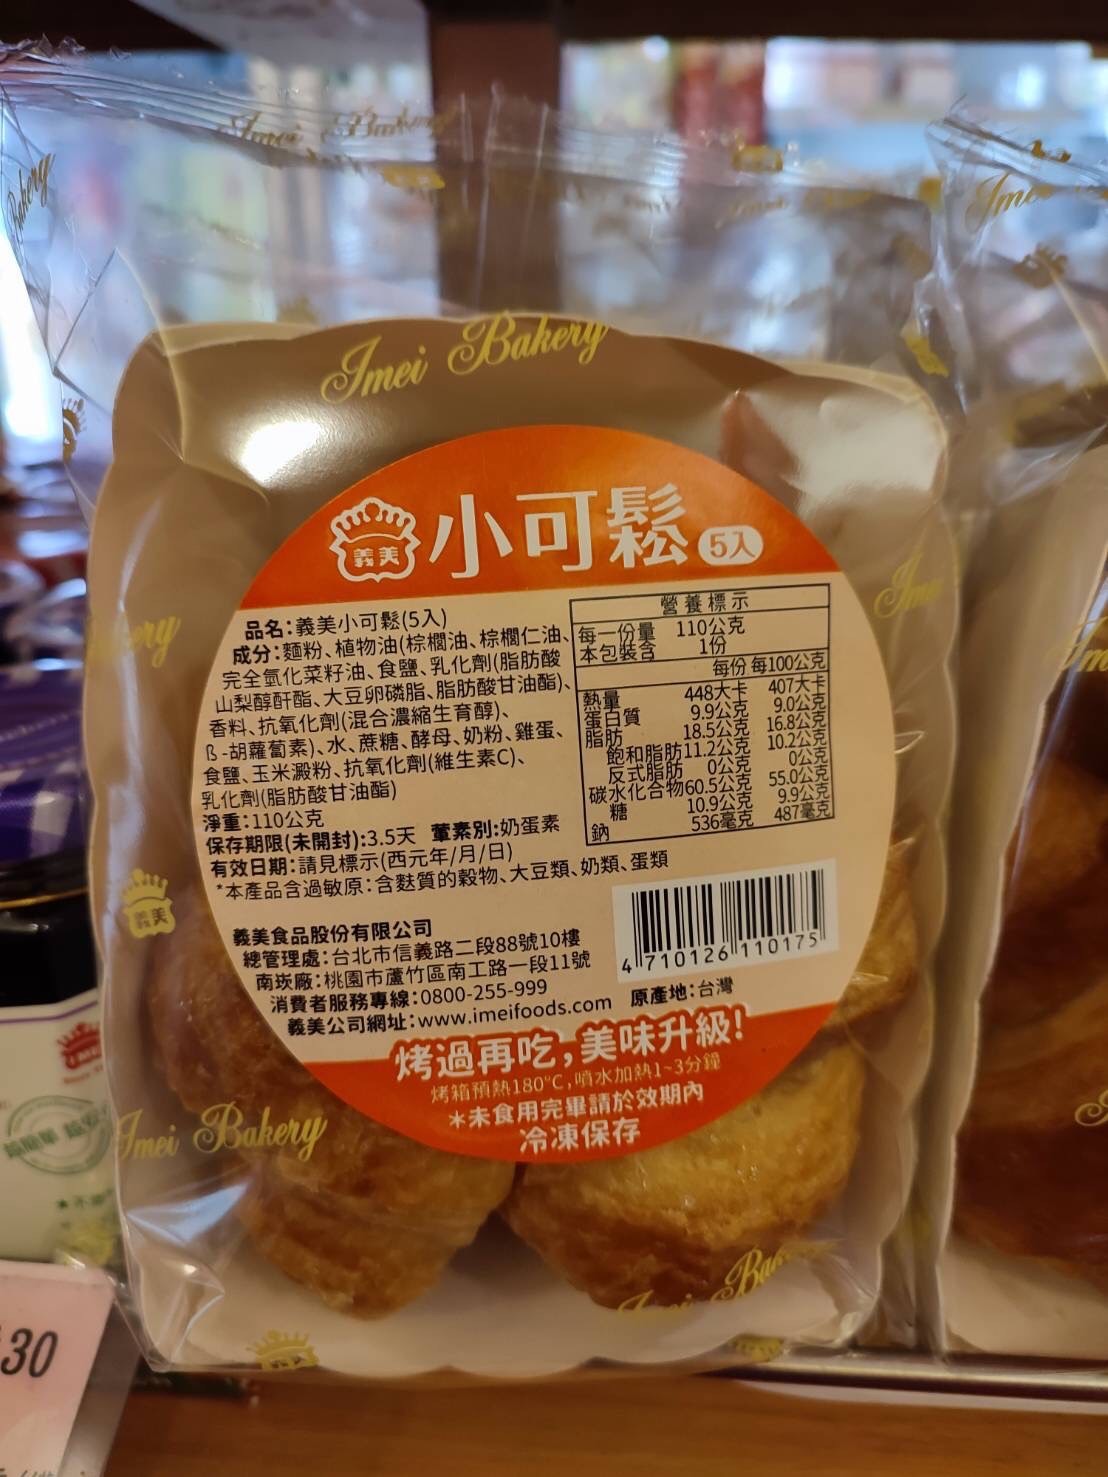 Imei Bakery
義美
小可鬆 5入
品名:義美小可鬆(5入)
成分:麵粉、植物油(棕櫚油、棕櫚仁油、
完全氫化菜籽油、食鹽、乳化劑(脂肪酸
山梨醇酐酯、大豆卵磷脂、脂肪酸甘油酯)、
香料、抗氧化劑(混合濃縮生育醇)、
β-胡蘿蔔素)、水、蔗糖、酵母、奶粉、雞蛋、
食鹽、玉米澱粉、抗氧化劑(維生素C)、
乳化劑(脂肪酸甘油酯)
淨重:110公克
保存期限(未開封):3.5天 葷素別:奶蛋素
有效日期:請見標示(西元年/月/日)
*本產品含過敏原:含麩質的穀物、大豆類、奶類、蛋類
營養標示
每一份量 110公克
本包裝含 1份
每份 每100公克
熱量 448大卡 407大卡
蛋白質 9.9公克 9.0公克
脂肪 18.5公克 16.8公克
飽和脂肪 11.2公克 10.2公克
反式脂肪 0公克 0公克
碳水化合物 60.5公克 55.0公克
糖 10.9公克 9.9公克
鈉 536毫克 487毫克
義美食品股份有限公司
總管理處:台北市信義路二段88號10樓
南崁廠:桃園市蘆竹區南工路一段11號
消費者服務專線:0800-255-999
義美公司網址:www.imeifoods.com
4 710126 110175
原產地:台灣
烤過再吃,美味升級!
烤箱預熱180°C,噴水加熱1~3分鐘
*未食用完畢請於效期內
冷凍保存
Imei Bakery
義美
30